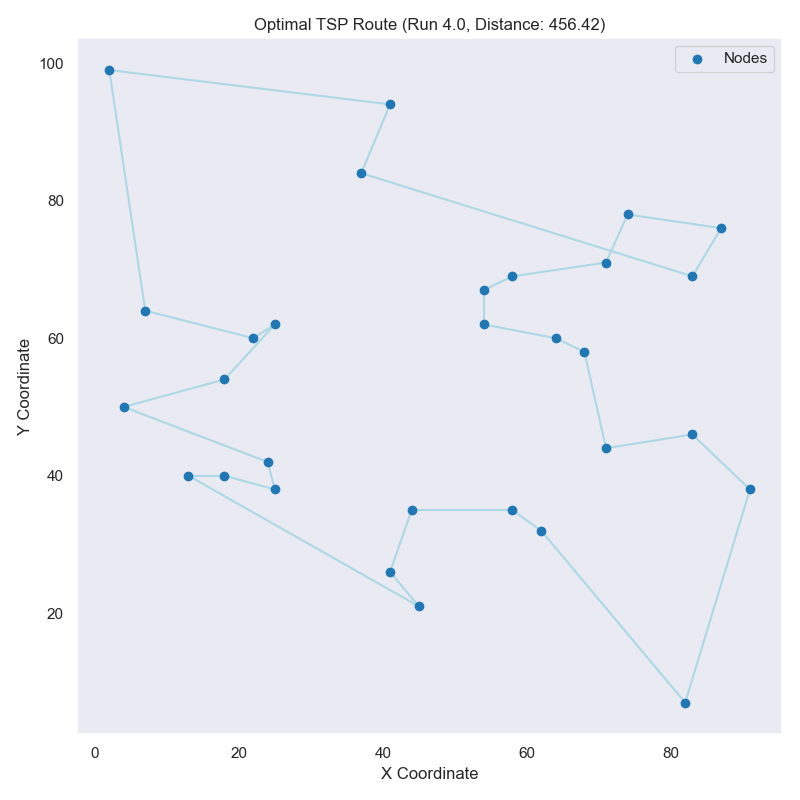 Optimal TSP Route (Run 4.0, Distance: 456.42)
Nodes
100
80
60
40
20
Y Coordinate
0 20 40 60 80
X Coordinate